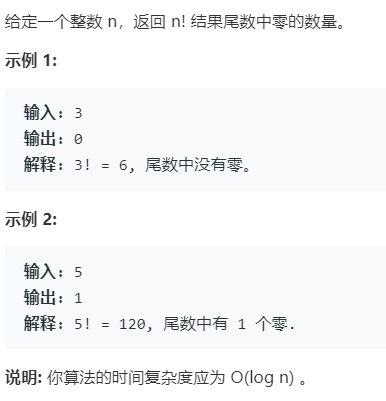 给定一个整数 n，返回 n! 结果尾数中零的数量。
示例 1:
输入: 3
输出: 0
解释: 3! = 6, 尾数中没有零。
示例 2:
输入: 5
输出: 1
解释: 5! = 120, 尾数中有 1 个零.
说明: 你算法的时间复杂度应为 O(log n) 。